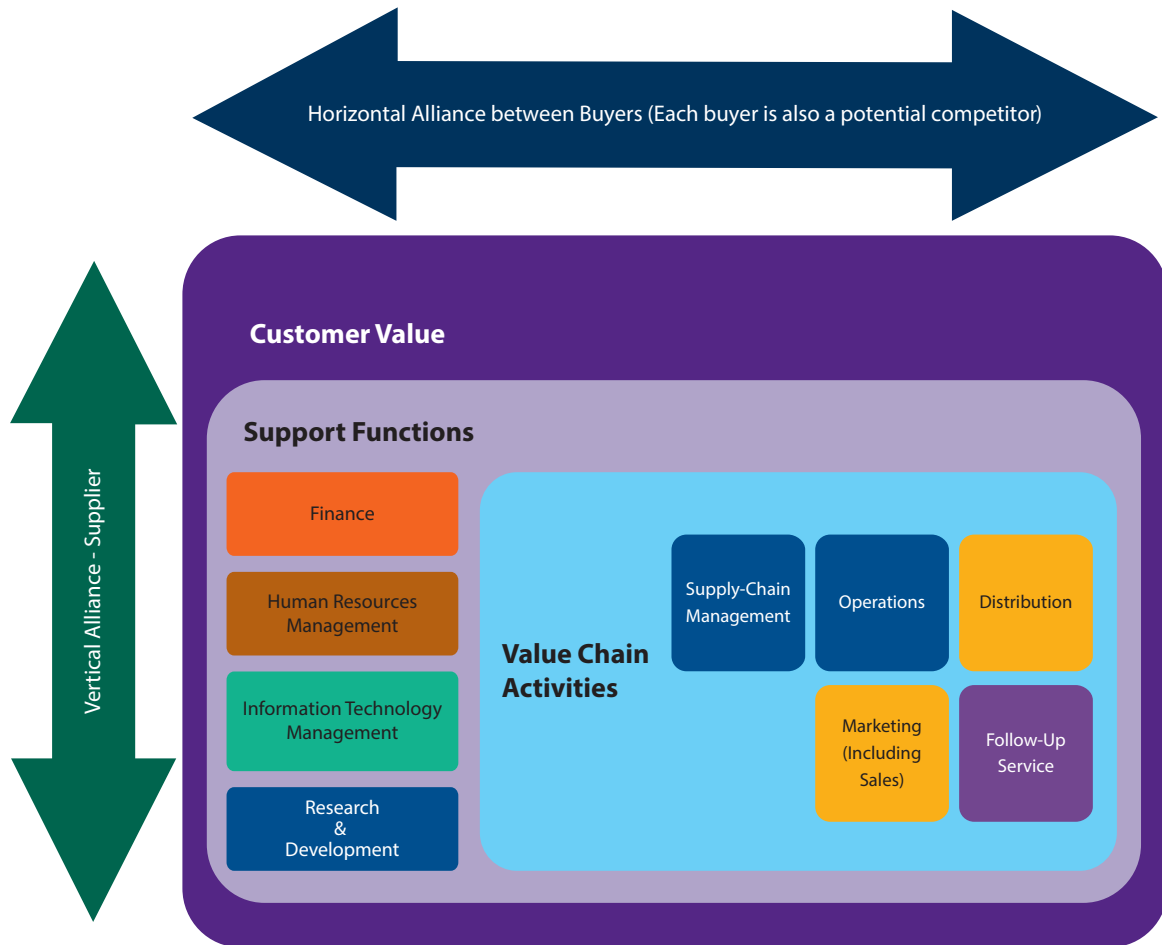 Horizontal Alliance between Buyers (Each buyer is also a potential competitor)
Vertical Alliance - Supplier
Customer Value
Support Functions
Finance
Human Resources
Management
Information Technology
Management
Research
&
Development
Value Chain
Activities
Supply-Chain
Management
Operations
Distribution
Marketing
(Including
Sales)
Follow-Up
Service